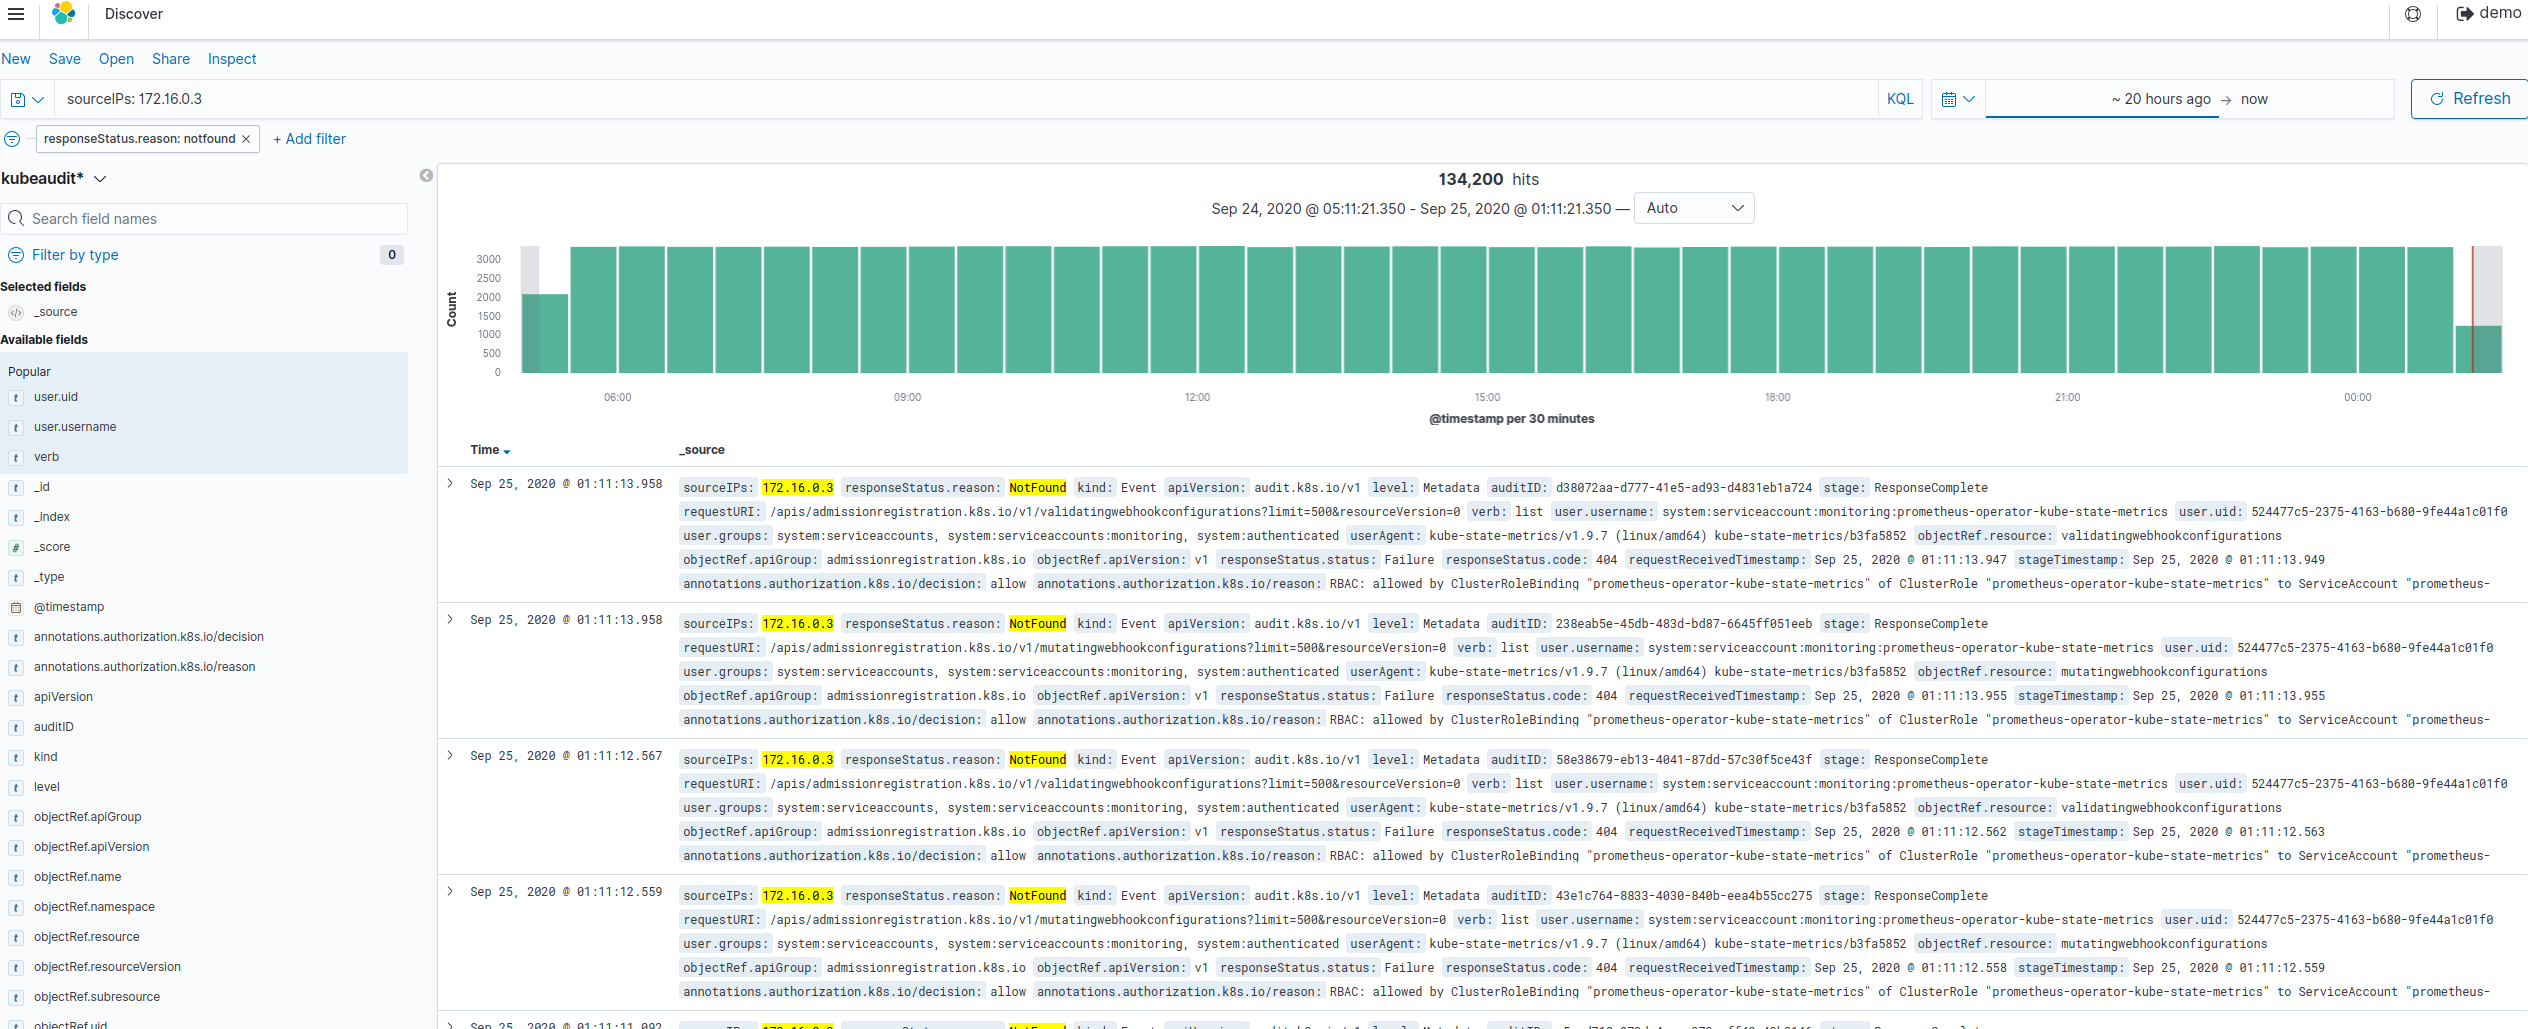 Discover
demo
New Save Open Share Inspect
sourceIPs: 172.16.0.3
KQL
~ 20 hours ago → now
Refresh
responseStatus.reason: notfound ×
+ Add filter
kubeaudit*
Search field names
Filter by type 0
Selected fields
_source
Available fields
Popular
user.uid
user.username
verb
_id
_index
_score
_type
@timestamp
annotations.authorization.k8s.io/decision
annotations.authorization.k8s.io/reason
apiVersion
auditID
kind
level
objectRef.apiGroup
objectRef.apiVersion
objectRef.name
objectRef.namespace
objectRef.resource
objectRef.resourceVersion
objectRef.subresource
objectRef.uid
134,200 hits
Sep 24, 2020 @ 05:11:21.350 - Sep 25, 2020 @ 01:11:21.350 — Auto
Count
3000
2500
2000
1500
1000
500
0
06:00 09:00 12:00 15:00 18:00 21:00 00:00
@timestamp per 30 minutes
Time _source
Sep 25, 2020 @ 01:11:13.958 sourceIPs: 172.16.0.3 responseStatus.reason: NotFound kind: Event apiVersion: audit.k8s.io/v1 level: Metadata auditID: d38072aa-d777-41e5-ad93-d4831eb1a724 stage: ResponseComplete
requestURI: /apis/admissionregistration.k8s.io/v1/validatingwebhookconfigurations?limit=500&resourceVersion=0 verb: list user.username: system:serviceaccount:monitoring:prometheus-operator-kube-state-metrics user.uid: 524477c5-2375-4163-b680-9fe44a1c01f0
user.groups: system:serviceaccounts, system:serviceaccounts:monitoring, system:authenticated userAgent: kube-state-metrics/v1.9.7 (linux/amd64) kube-state-metrics/b3fa5852 objectRef.resource: validatingwebhookconfigurations
objectRef.apiGroup: admissionregistration.k8s.io objectRef.apiVersion: v1 responseStatus.status: Failure responseStatus.code: 404 requestReceivedTimestamp: Sep 25, 2020 @ 01:11:13.947 stageTimestamp: Sep 25, 2020 @ 01:11:13.949
annotations.authorization.k8s.io/decision: allow annotations.authorization.k8s.io/reason: RBAC: allowed by ClusterRoleBinding "prometheus-operator-kube-state-metrics" of ClusterRole "prometheus-operator-kube-state-metrics" to ServiceAccount "prometheus-
Sep 25, 2020 @ 01:11:13.958 sourceIPs: 172.16.0.3 responseStatus.reason: NotFound kind: Event apiVersion: audit.k8s.io/v1 level: Metadata auditID: 238eab5e-45db-483d-bd87-6645ff051eeb stage: ResponseComplete
requestURI: /apis/admissionregistration.k8s.io/v1/mutatingwebhookconfigurations?limit=500&resourceVersion=0 verb: list user.username: system:serviceaccount:monitoring:prometheus-operator-kube-state-metrics user.uid: 524477c5-2375-4163-b680-9fe44a1c01f0
user.groups: system:serviceaccounts, system:serviceaccounts:monitoring, system:authenticated userAgent: kube-state-metrics/v1.9.7 (linux/amd64) kube-state-metrics/b3fa5852 objectRef.resource: mutatingwebhookconfigurations
objectRef.apiGroup: admissionregistration.k8s.io objectRef.apiVersion: v1 responseStatus.status: Failure responseStatus.code: 404 requestReceivedTimestamp: Sep 25, 2020 @ 01:11:13.955 stageTimestamp: Sep 25, 2020 @ 01:11:13.955
annotations.authorization.k8s.io/decision: allow annotations.authorization.k8s.io/reason: RBAC: allowed by ClusterRoleBinding "prometheus-operator-kube-state-metrics" of ClusterRole "prometheus-operator-kube-state-metrics" to ServiceAccount "prometheus-
Sep 25, 2020 @ 01:11:12.567 sourceIPs: 172.16.0.3 responseStatus.reason: NotFound kind: Event apiVersion: audit.k8s.io/v1 level: Metadata auditID: 58e38679-eb13-4041-87dd-57c30f5ce43f stage: ResponseComplete
requestURI: /apis/admissionregistration.k8s.io/v1/validatingwebhookconfigurations?limit=500&resourceVersion=0 verb: list user.username: system:serviceaccount:monitoring:prometheus-operator-kube-state-metrics user.uid: 524477c5-2375-4163-b680-9fe44a1c01f0
user.groups: system:serviceaccounts, system:serviceaccounts:monitoring, system:authenticated userAgent: kube-state-metrics/v1.9.7 (linux/amd64) kube-state-metrics/b3fa5852 objectRef.resource: validatingwebhookconfigurations
objectRef.apiGroup: admissionregistration.k8s.io objectRef.apiVersion: v1 responseStatus.status: Failure responseStatus.code: 404 requestReceivedTimestamp: Sep 25, 2020 @ 01:11:12.562 stageTimestamp: Sep 25, 2020 @ 01:11:12.563
annotations.authorization.k8s.io/decision: allow annotations.authorization.k8s.io/reason: RBAC: allowed by ClusterRoleBinding "prometheus-operator-kube-state-metrics" of ClusterRole "prometheus-operator-kube-state-metrics" to ServiceAccount "prometheus-
Sep 25, 2020 @ 01:11:12.559 sourceIPs: 172.16.0.3 responseStatus.reason: NotFound kind: Event apiVersion: audit.k8s.io/v1 level: Metadata auditID: 43e1c764-8833-4030-840b-eea4b55cc275 stage: ResponseComplete
requestURI: /apis/admissionregistration.k8s.io/v1/mutatingwebhookconfigurations?limit=500&resourceVersion=0 verb: list user.username: system:serviceaccount:monitoring:prometheus-operator-kube-state-metrics user.uid: 524477c5-2375-4163-b680-9fe44a1c01f0
user.groups: system:serviceaccounts, system:serviceaccounts:monitoring, system:authenticated userAgent: kube-state-metrics/v1.9.7 (linux/amd64) kube-state-metrics/b3fa5852 objectRef.resource: mutatingwebhookconfigurations
objectRef.apiGroup: admissionregistration.k8s.io objectRef.apiVersion: v1 responseStatus.status: Failure responseStatus.code: 404 requestReceivedTimestamp: Sep 25, 2020 @ 01:11:12.558 stageTimestamp: Sep 25, 2020 @ 01:11:12.559
annotations.authorization.k8s.io/decision: allow annotations.authorization.k8s.io/reason: RBAC: allowed by ClusterRoleBinding "prometheus-operator-kube-state-metrics" of ClusterRole "prometheus-operator-kube-state-metrics" to ServiceAccount "prometheus-